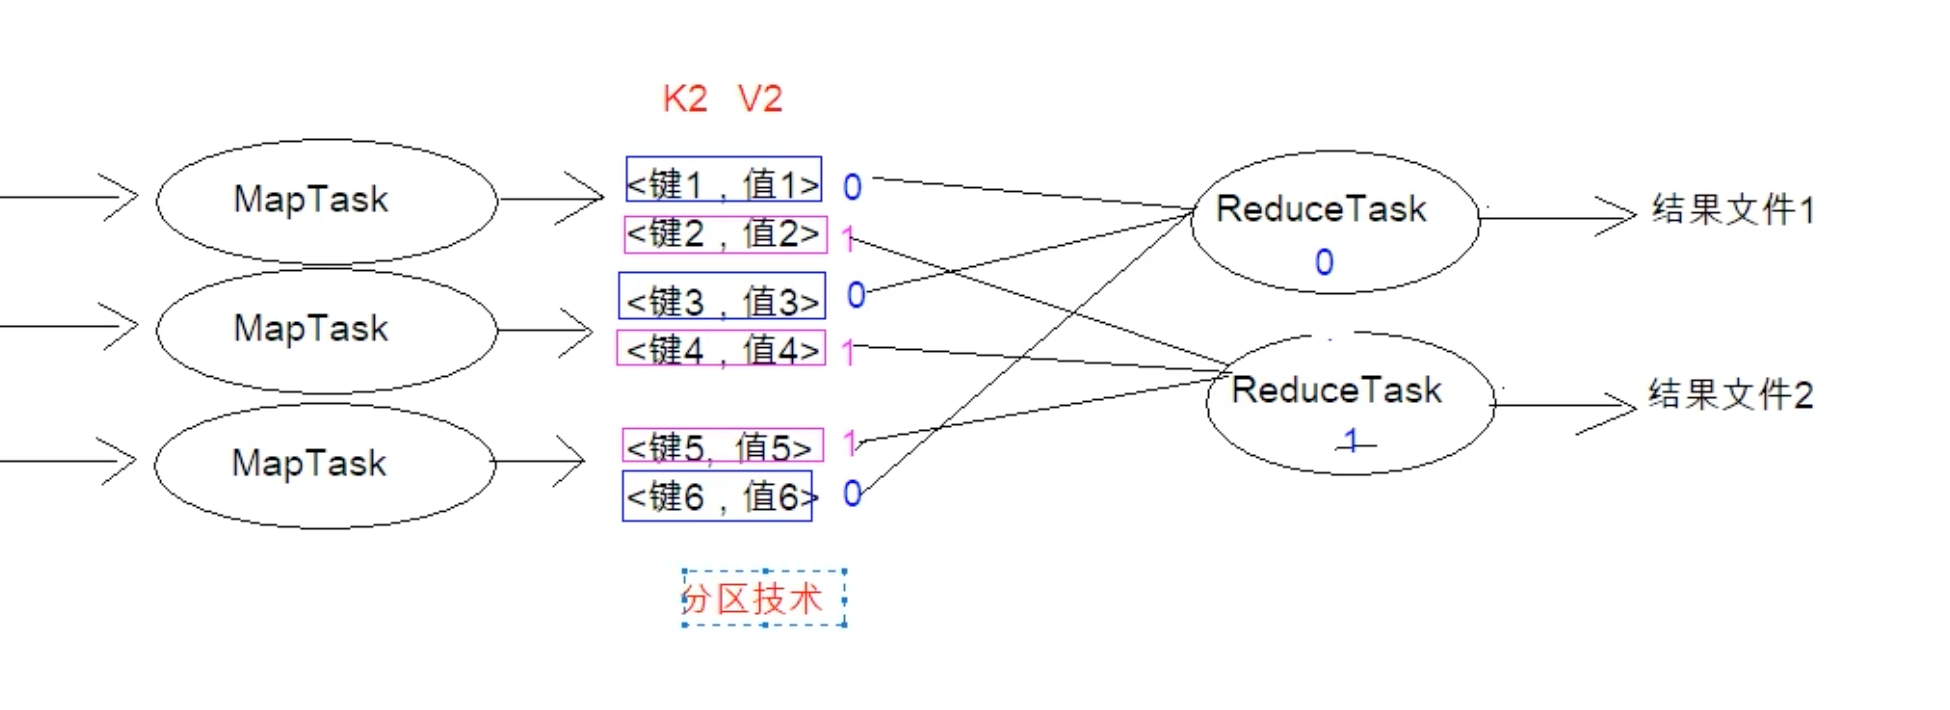 K2 V2
MapTask
<键1，值1> 0
<键2，值2> 1
ReduceTask
0
结果文件1
MapTask
<键3，值3> 0
<键4，值4> 1
ReduceTask
1
结果文件2
MapTask
<键5, 值5> 1
<键6，值6> 0
分区技术